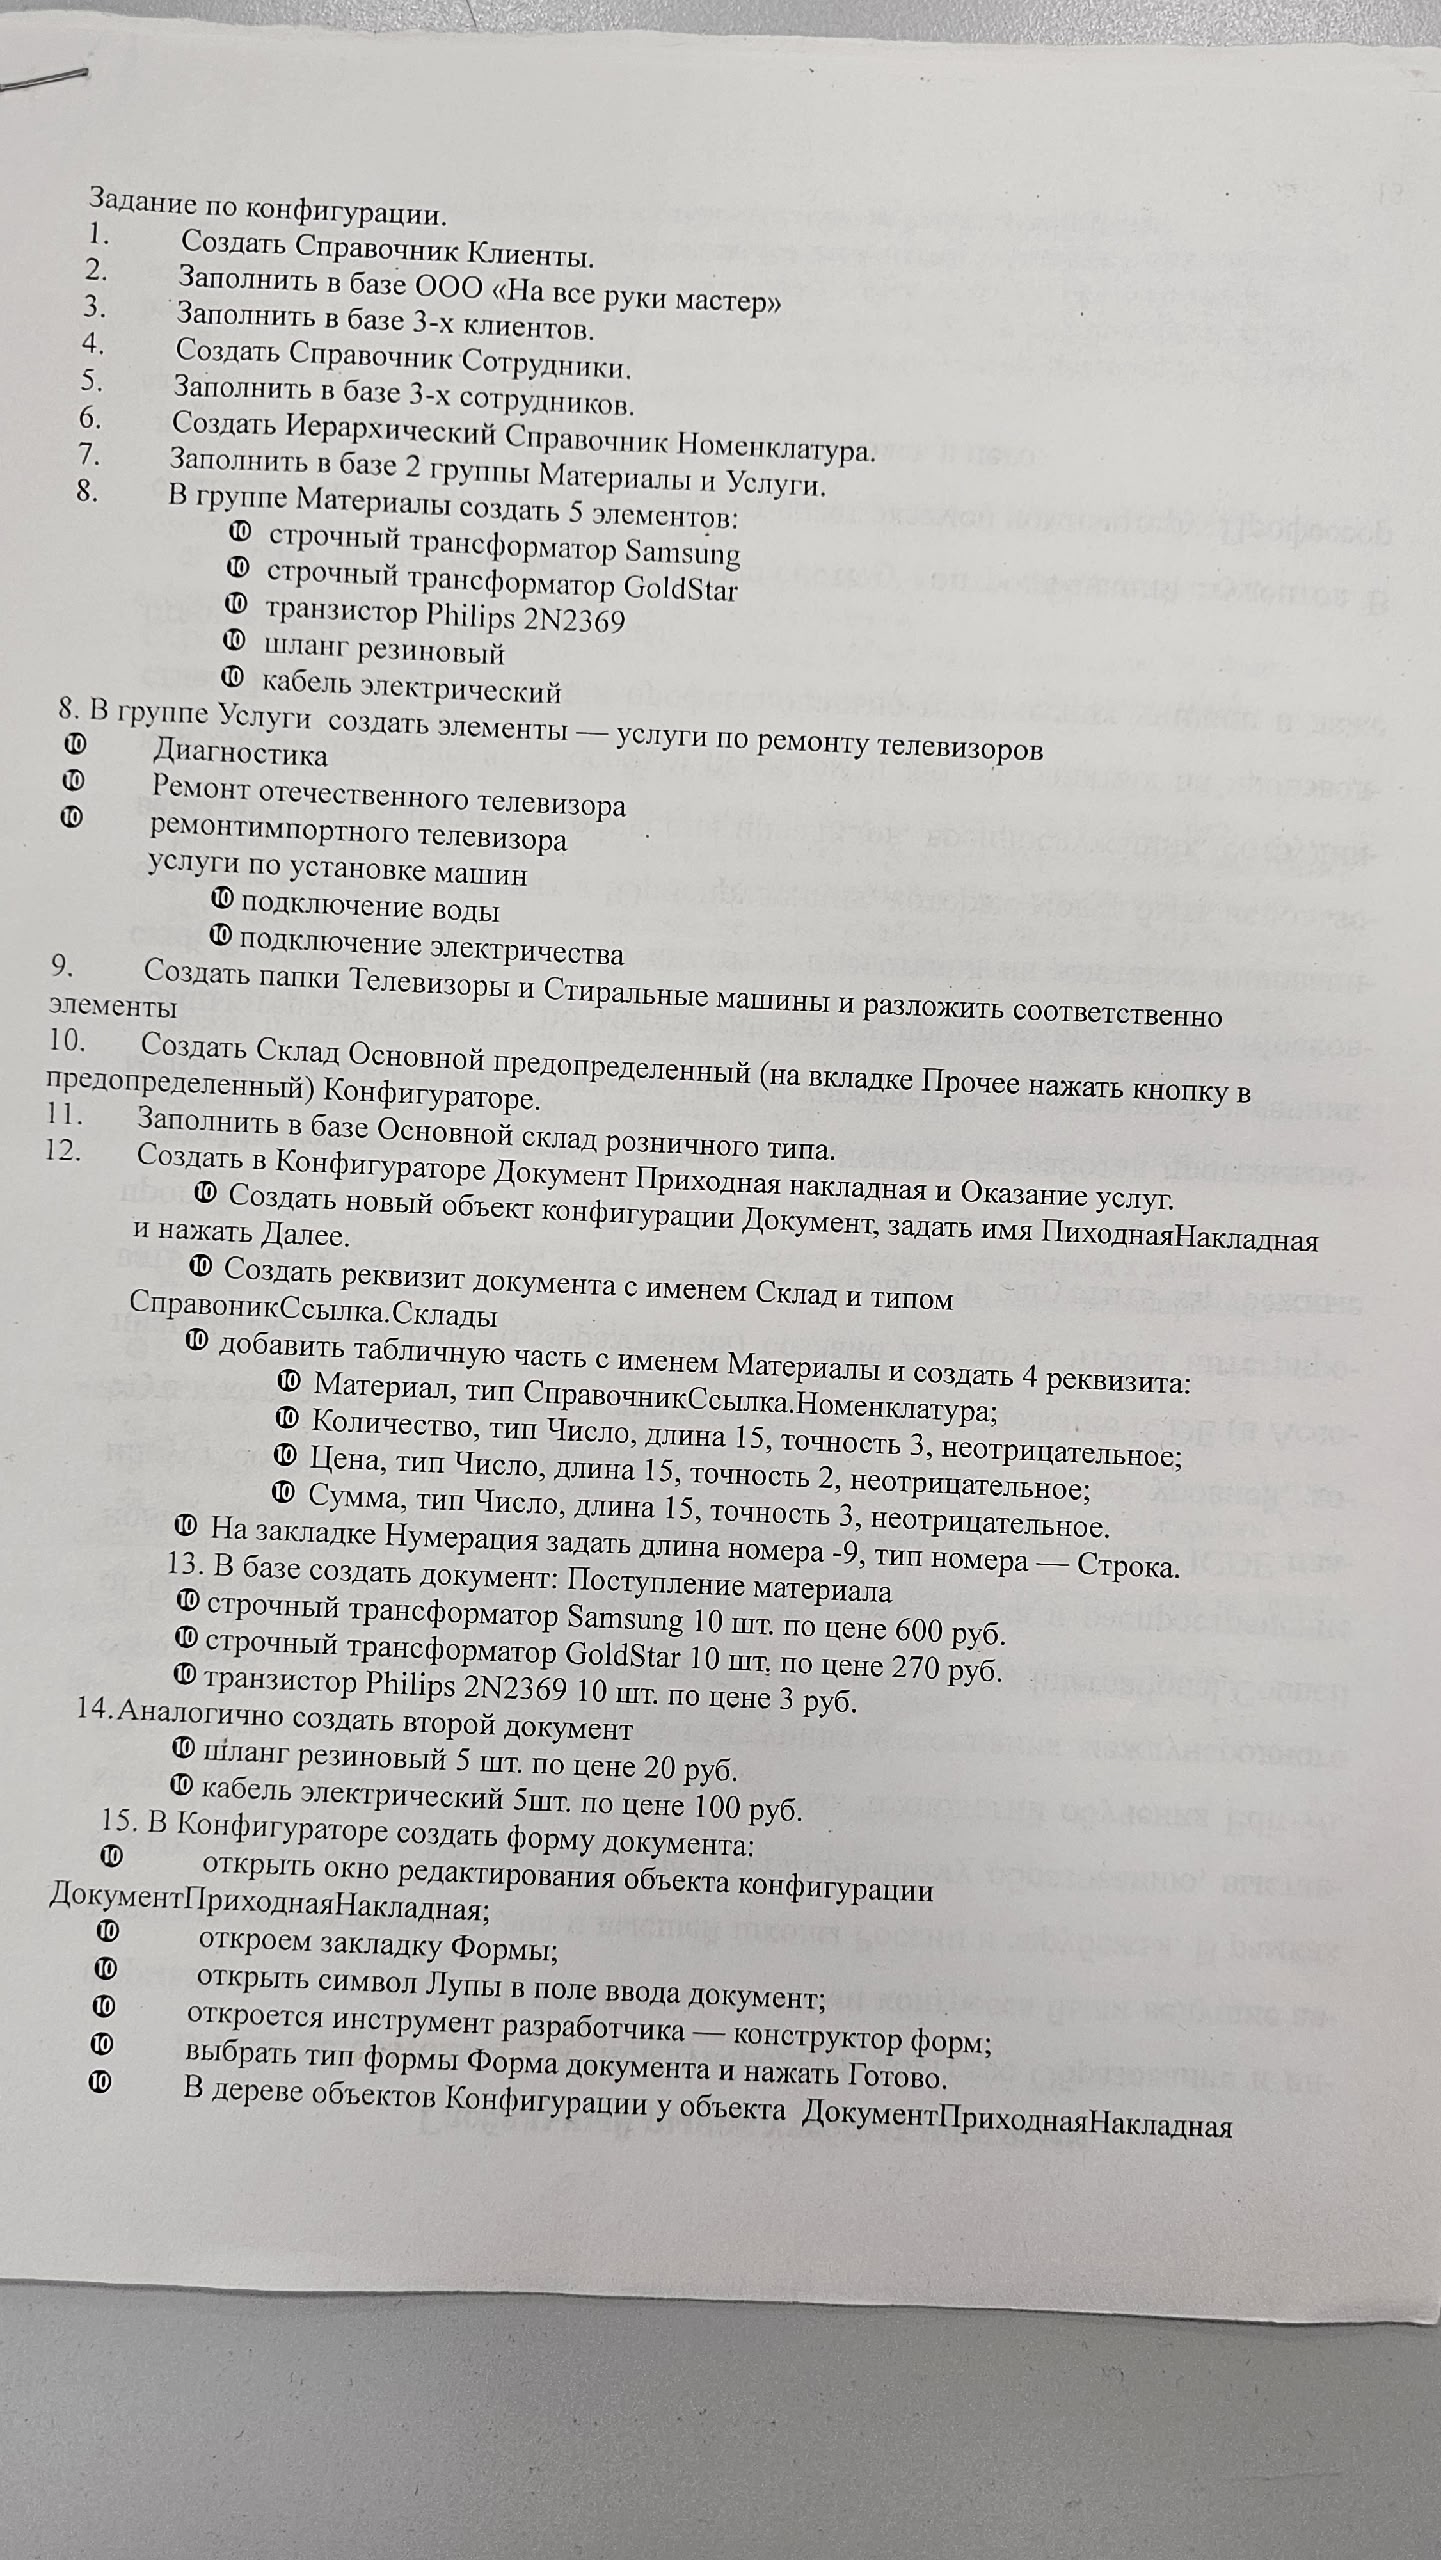 Задание по конфигурации.
1. Создать Справочник Клиенты.
2. Заполнить в базе ООО «На все руки мастер»
3. Заполнить в базе 3-х клиентов.
4. Создать Справочник Сотрудники.
5. Заполнить в базе 3-х сотрудников.
6. Создать Иерархический Справочник Номенклатура.
7. Заполнить в базе 2 группы Материалы и Услуги.
8. В группе Материалы создать 5 элементов:
⓾ строчный трансформатор Samsung
⓾ строчный трансформатор GoldStar
⓾ транзистор Philips 2N2369
⓾ шланг резиновый
⓾ кабель электрический
8. В группе Услуги создать элементы — услуги по ремонту телевизоров
⓾ Диагностика
⓾ Ремонт отечественного телевизора
⓾ ремонтимпортного телевизора
услуги по установке машин
⓾ подключение воды
⓾ подключение электричества
9. Создать папки Телевизоры и Стиральные машины и разложить соответственно
элементы
10. Создать Склад Основной предопределенный (на вкладке Прочее нажать кнопку в
предопределенный) Конфигураторе.
11. Заполнить в базе Основной склад розничного типа.
12. Создать в Конфигураторе Документ Приходная накладная и Оказание услуг.
⓾ Создать новый объект конфигурации Документ, задать имя ПиходнаяНакладная
и нажать Далее.
⓾ Создать реквизит документа с именем Склад и типом
СправоникСсылка.Склады
⓾ добавить табличную часть с именем Материалы и создать 4 реквизита:
⓾ Материал, тип СправочникСсылка.Номенклатура;
⓾ Количество, тип Число, длина 15, точность 3, неотрицательное;
⓾ Цена, тип Число, длина 15, точность 2, неотрицательное;
⓾ Сумма, тип Число, длина 15, точность 3, неотрицательное.
⓾ На закладке Нумерация задать длина номера -9, тип номера — Строка.
13. В базе создать документ: Поступление материала
⓾ строчный трансформатор Samsung 10 шт. по цене 600 руб.
⓾ строчный трансформатор GoldStar 10 шт. по цене 270 руб.
⓾ транзистор Philips 2N2369 10 шт. по цене 3 руб.
14.Аналогично создать второй документ
⓾ шланг резиновый 5 шт. по цене 20 руб.
⓾ кабель электрический 5шт. по цене 100 руб.
15. В Конфигураторе создать форму документа:
⓾ открыть окно редактирования объекта конфигурации
ДокументПриходнаяНакладная;
⓾ откроем закладку Формы;
⓾ открыть символ Лупы в поле ввода документ;
⓾ откроется инструмент разработчика — конструктор форм;
⓾ выбрать тип формы Форма документа и нажать Готово.
⓾ В дереве объектов Конфигурации у объекта ДокументПриходнаяНакладная